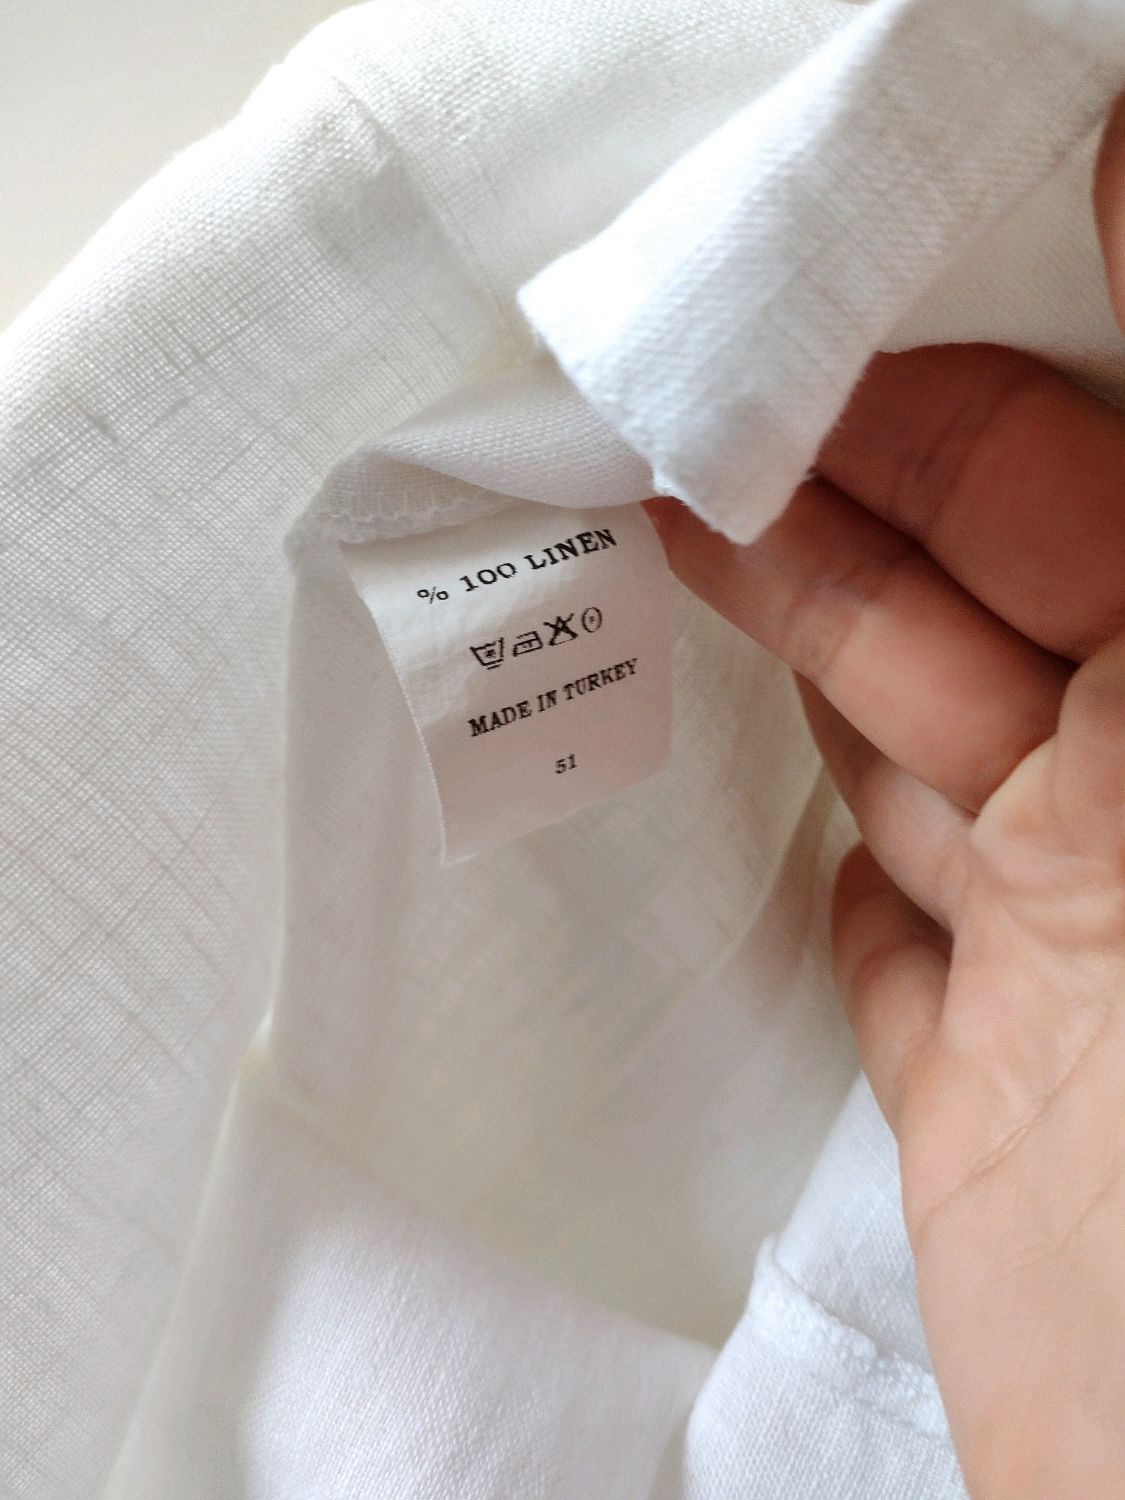 % 100 LINEN
MADE IN TURKEY
51